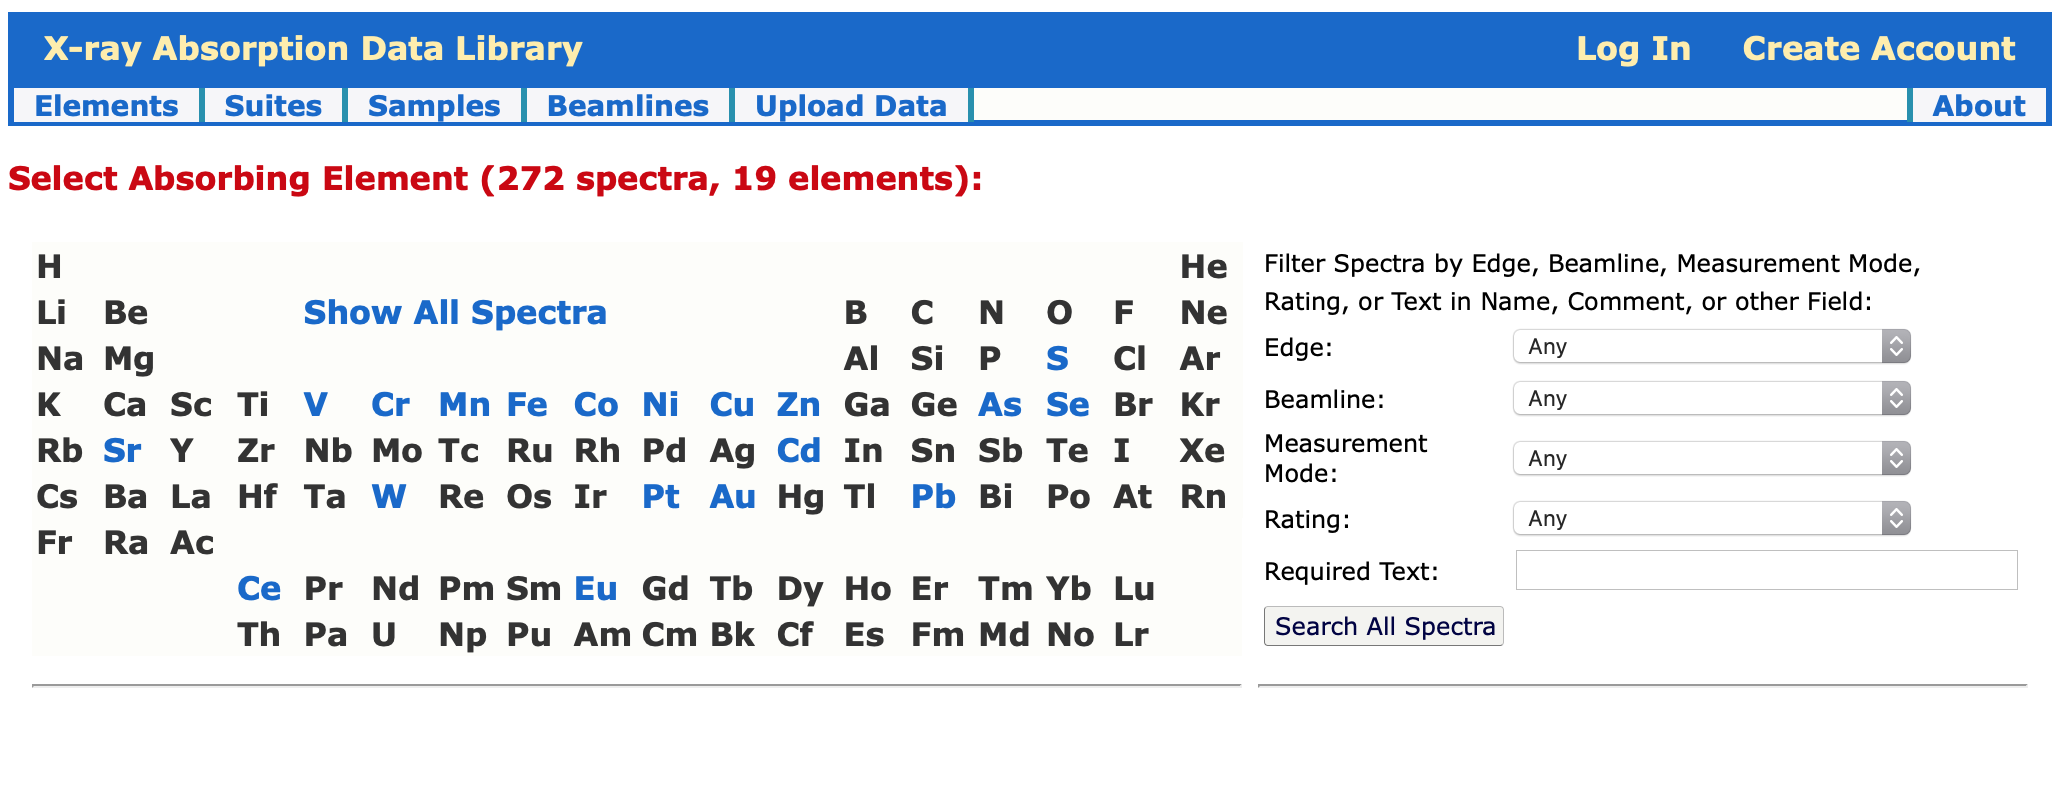 X-ray Absorption Data Library Log In Create Account
Elements Suites Samples Beamlines Upload Data About
Select Absorbing Element (272 spectra, 19 elements):
H He
Li Be Show All Spectra B C N O F Ne
Na Mg Al Si P S Cl Ar
K Ca Sc Ti V Cr Mn Fe Co Ni Cu Zn Ga Ge As Se Br Kr
Rb Sr Y Zr Nb Mo Tc Ru Rh Pd Ag Cd In Sn Sb Te I Xe
Cs Ba La Hf Ta W Re Os Ir Pt Au Hg Tl Pb Bi Po At Rn
Fr Ra Ac
Ce Pr Nd Pm Sm Eu Gd Tb Dy Ho Er Tm Yb Lu
Th Pa U Np Pu Am Cm Bk Cf Es Fm Md No Lr
Filter Spectra by Edge, Beamline, Measurement Mode,
Rating, or Text in Name, Comment, or other Field:
Edge: Any
Beamline: Any
Measurement
Mode: Any
Rating: Any
Required Text:
Search All Spectra